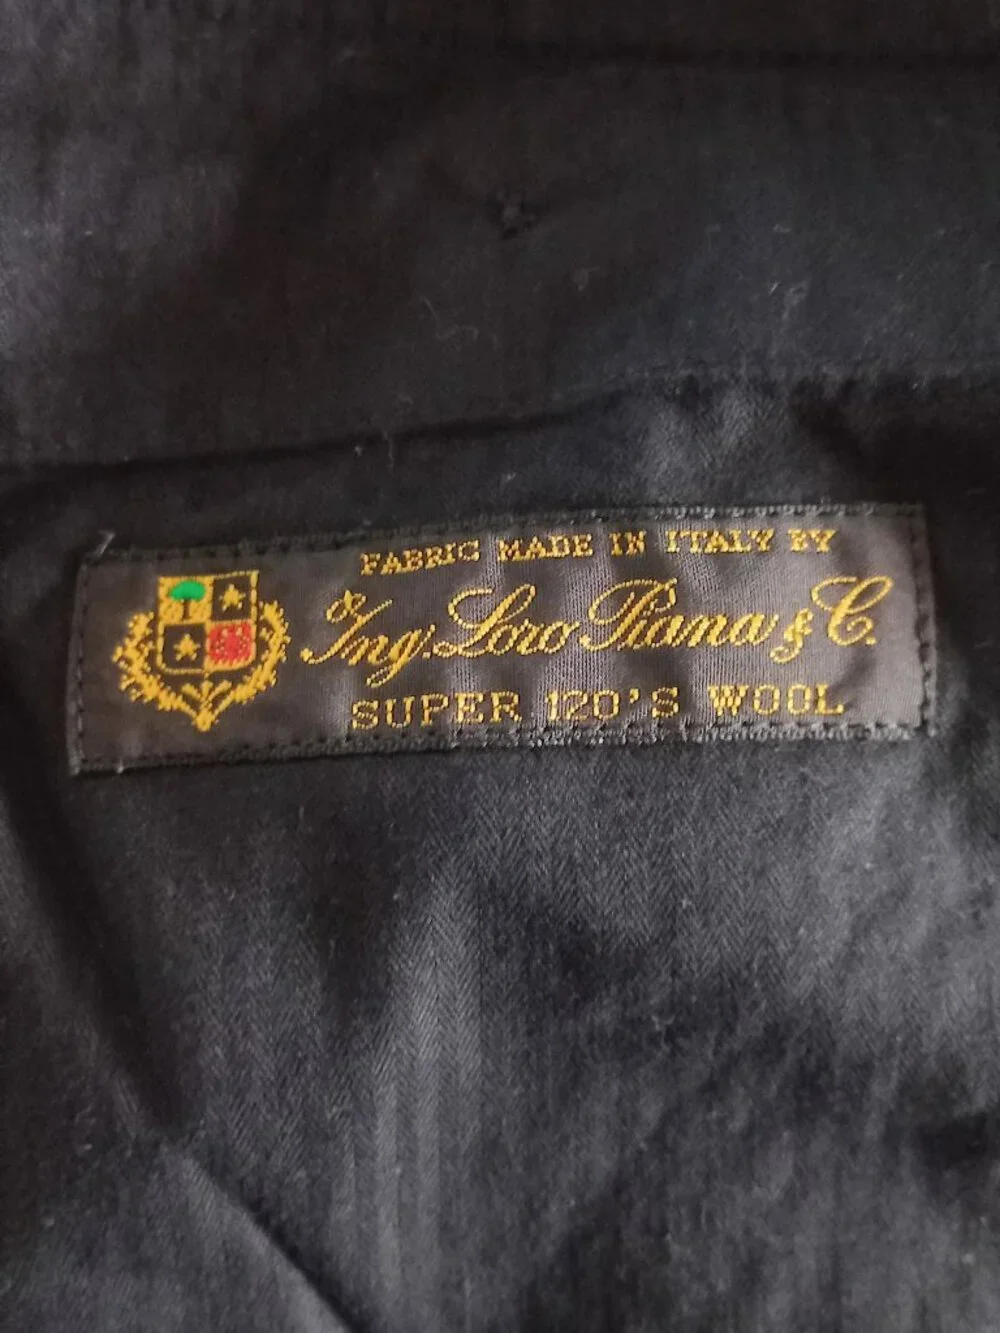 FABRIC MADE IN ITALY BY
Ing. Loro Piana & C.
SUPER 120'S WOOL